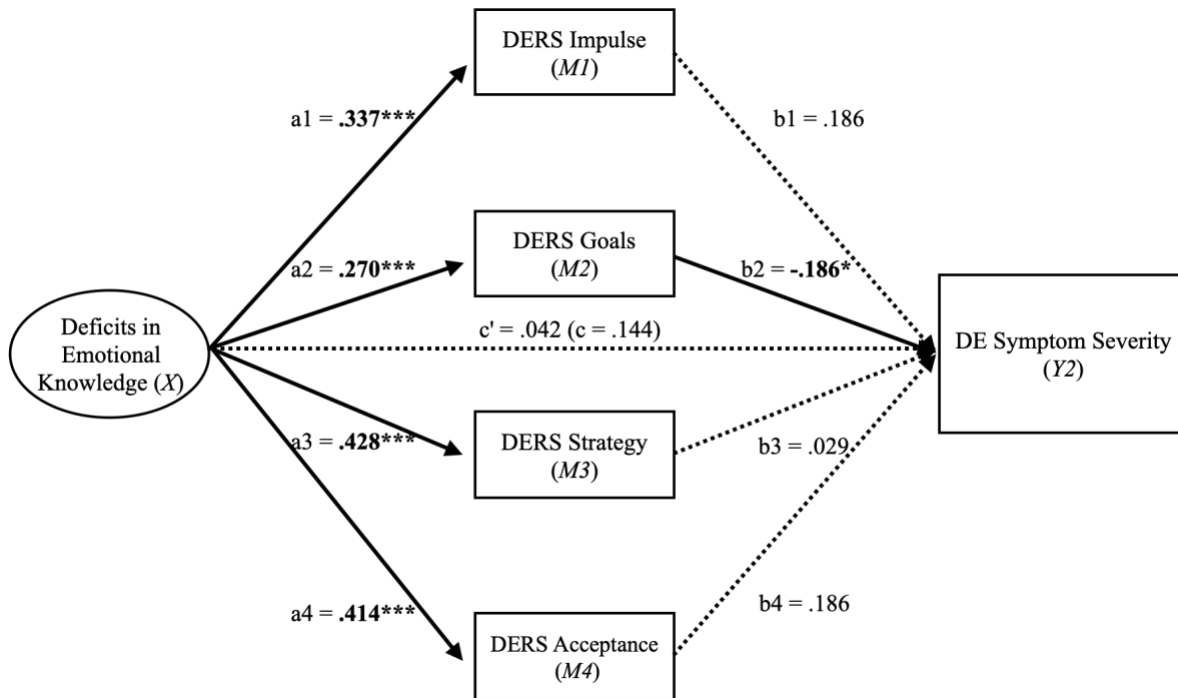 DERS Impulse
(M1)
a1 = .337***
b1 = .186
DERS Goals
(M2)
a2 = .270***
b2 = -.186*
Deficits in
Emotional
Knowledge (X)
c' = .042 (c = .144)
DE Symptom Severity
(Y2)
DERS Strategy
(M3)
a3 = .428***
b3 = .029
a4 = .414***
b4 = .186
DERS Acceptance
(M4)